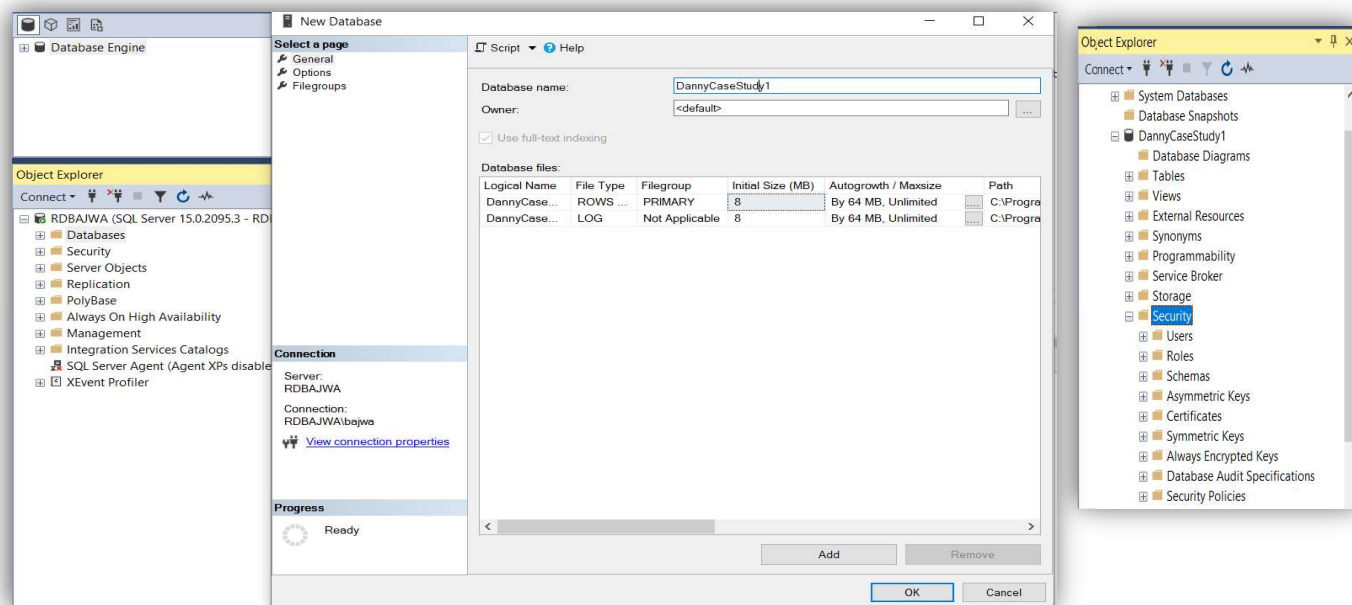 Database Engine
Object Explorer
Connect
RDBAJWA (SQL Server 15.0.2095.3 - RDI
Databases
Security
Server Objects
Replication
PolyBase
Always On High Availability
Management
Integration Services Catalogs
SQL Server Agent (Agent XPs disable
XEvent Profiler
New Database
Select a page
General
Options
Filegroups
Connection
Server:
RDBAJWA
Connection:
RDBAJWA\bajwa
View connection properties
Progress
Ready
Script Help
Database name: DannyCaseStudy1
Owner: <default> ...
Use full-text indexing
Database files:
Logical Name File Type Filegroup Initial Size (MB) Autogrowth / Maxsize Path
DannyCase... ROWS ... PRIMARY 8 By 64 MB, Unlimited ... C:\Progra
DannyCase... LOG Not Applicable 8 By 64 MB, Unlimited ... C:\Progra
Add Remove
OK Cancel
Object Explorer
Connect
System Databases
Database Snapshots
DannyCaseStudy1
Database Diagrams
Tables
Views
External Resources
Synonyms
Programmability
Service Broker
Storage
Security
Users
Roles
Schemas
Asymmetric Keys
Certificates
Symmetric Keys
Always Encrypted Keys
Database Audit Specifications
Security Policies